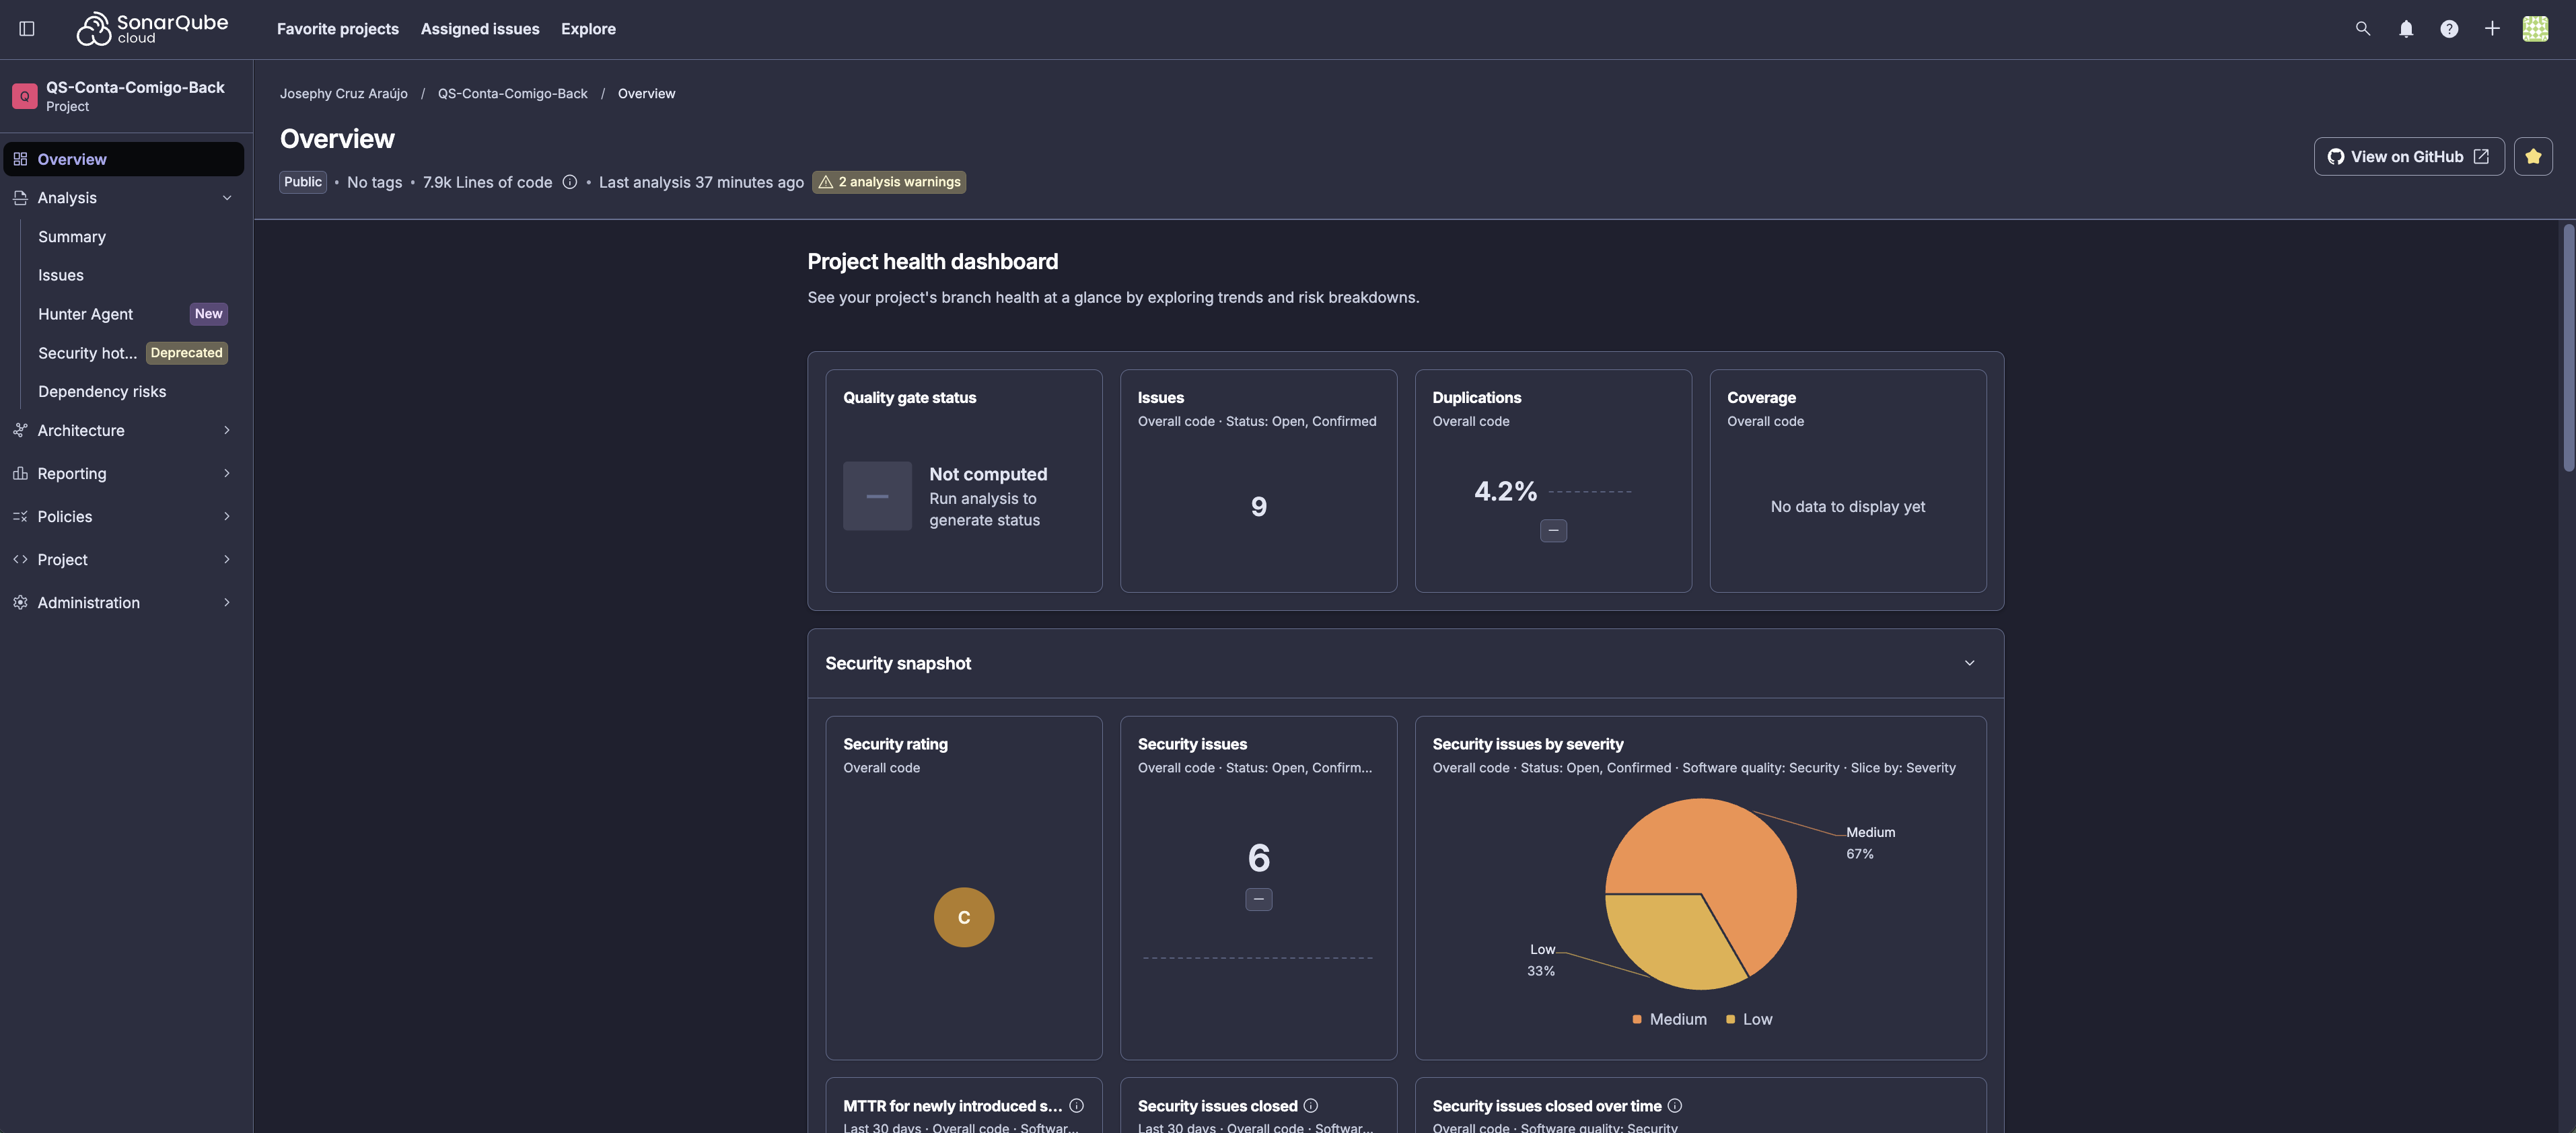 SonarQube cloud
Favorite projects
Assigned issues
Explore
Q
QS-Conta-Comigo-Back
Project
Overview
Analysis
Summary
Issues
Hunter Agent New
Security hot... Deprecated
Dependency risks
Architecture
Reporting
Policies
Project
Administration
Josephy Cruz Araújo / QS-Conta-Comigo-Back / Overview
Overview
Public • No tags • 7.9k Lines of code • Last analysis 37 minutes ago 2 analysis warnings
View on GitHub
Project health dashboard
See your project's branch health at a glance by exploring trends and risk breakdowns.
Quality gate status
Not computed
Run analysis to
generate status
Issues
Overall code · Status: Open, Confirmed
9
Duplications
Overall code
4.2%
Coverage
Overall code
No data to display yet
Security snapshot
Security rating
Overall code
C
Security issues
Overall code · Status: Open, Confirm...
6
Security issues by severity
Overall code · Status: Open, Confirmed · Software quality: Security · Slice by: Severity
Medium
67%
Low
33%
Medium Low
MTTR for newly introduced s...
Last 30 days · Overall code · Softwar...
Security issues closed
Last 30 days · Overall code · Softwar...
Security issues closed over time
Overall code · Software quality: Security